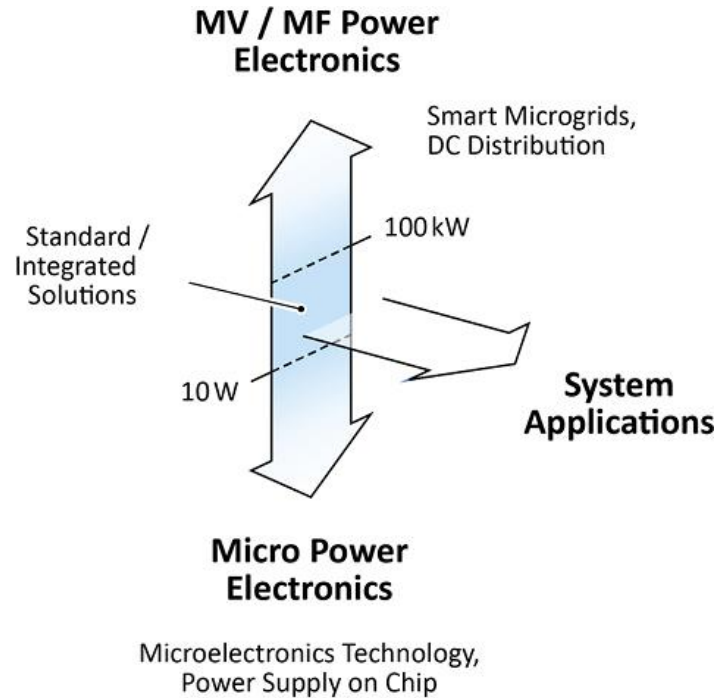 MV / MF Power
Electronics
Smart Microgrids,
DC Distribution
100 kW
Standard /
Integrated
Solutions
10 W
System
Applications
Micro Power
Electronics
Microelectronics Technology,
Power Supply on Chip